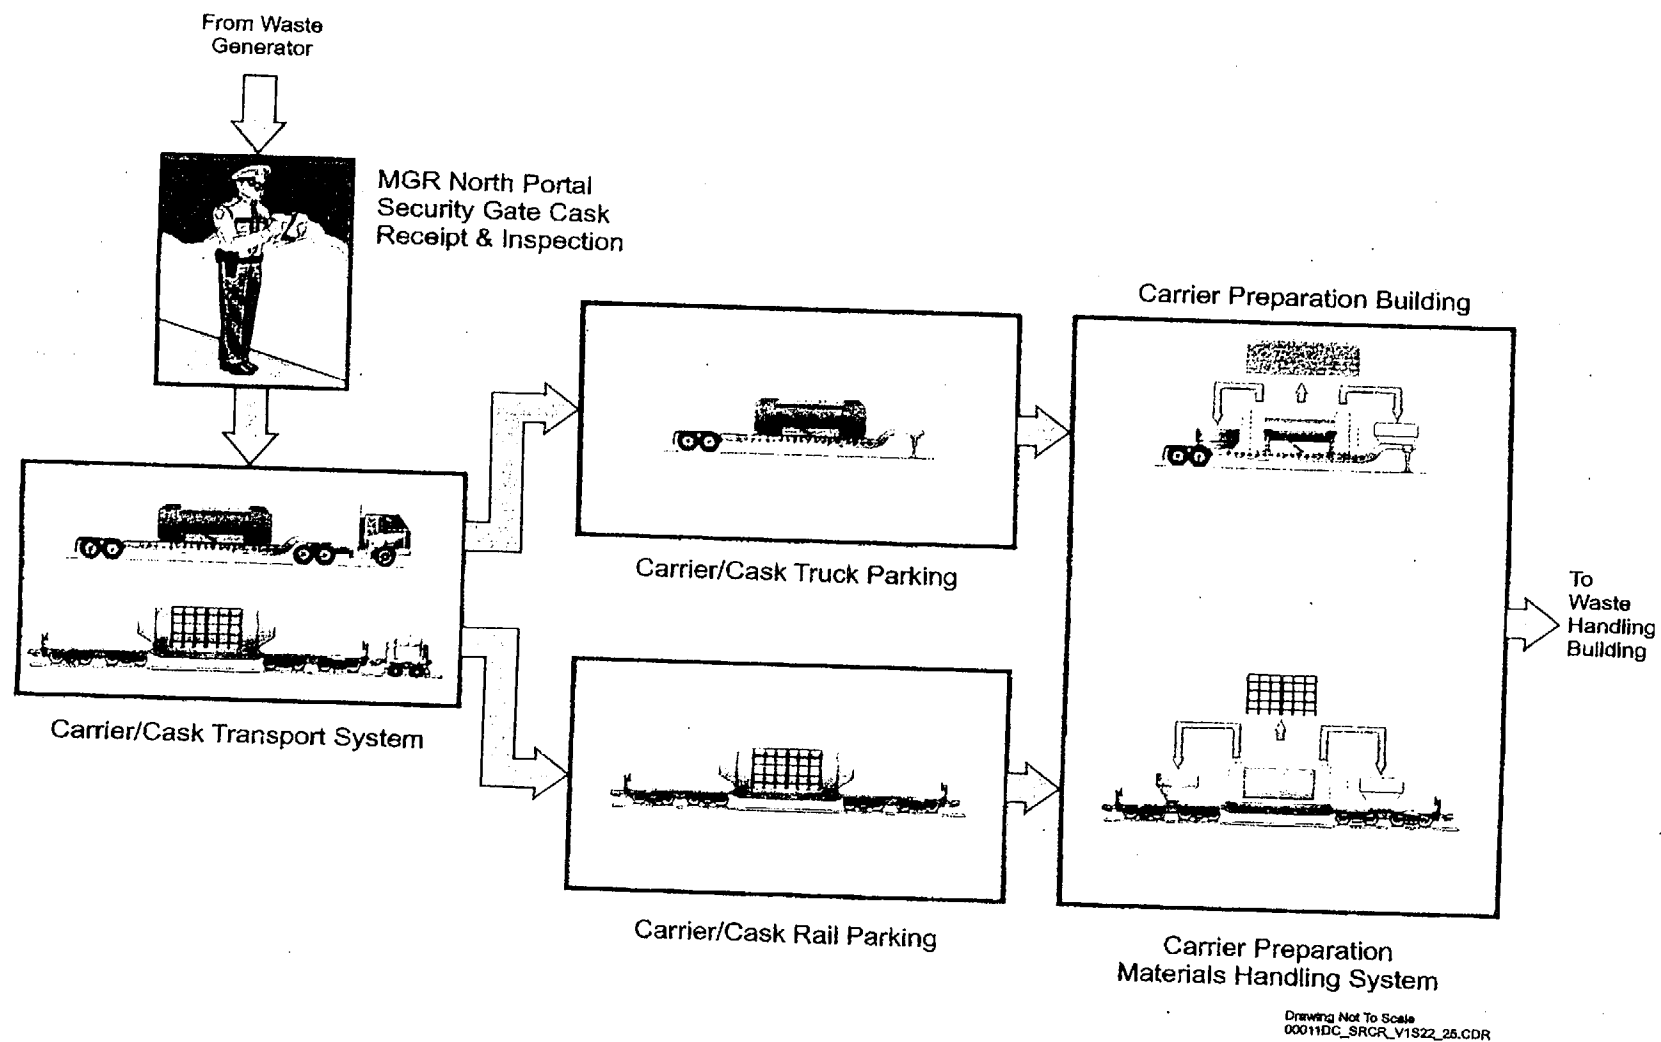 From Waste
Generator
MGR North Portal
Security Gate Cask
Receipt & Inspection
Carrier Preparation Building
Carrier/Cask Truck Parking
To
Waste
Handling
Building
Carrier/Cask Transport System
Carrier/Cask Rail Parking
Carrier Preparation
Materials Handling System
Drawing Not To Scale
00011DC_SRCR_V1S22_25.CDR